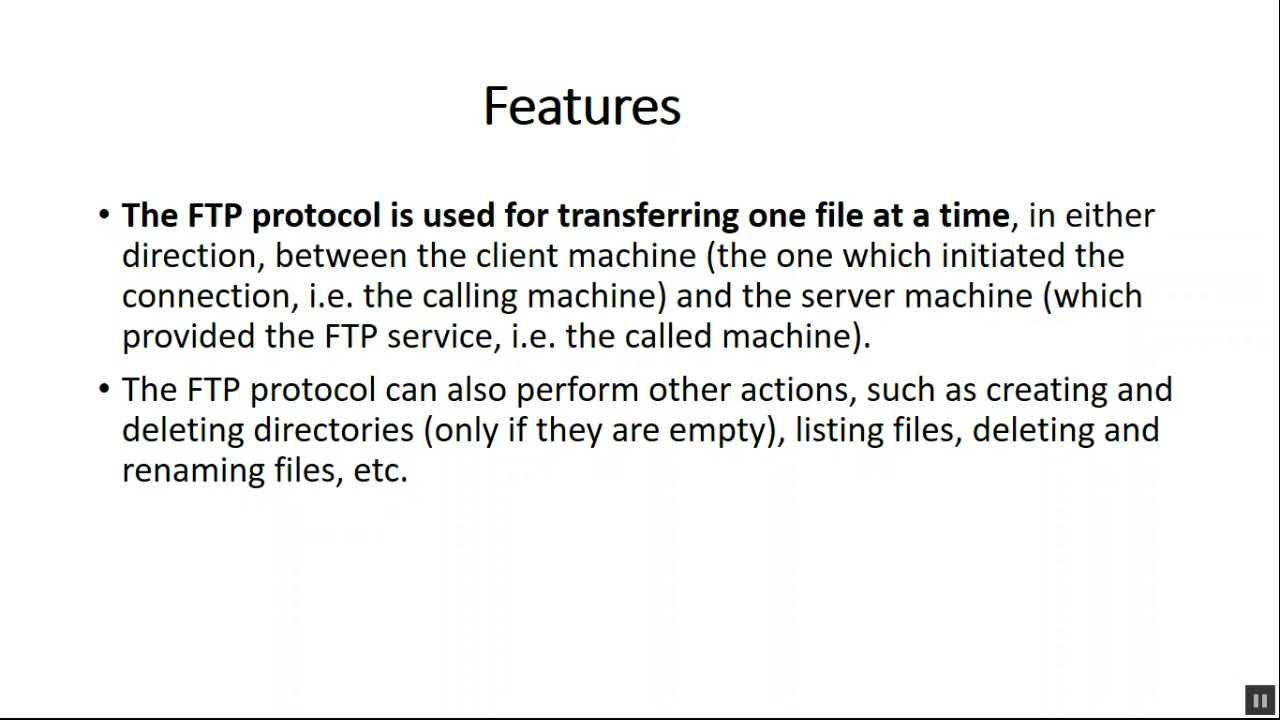 Features
• The FTP protocol is used for transferring one file at a time, in either
direction, between the client machine (the one which initiated the
connection, i.e. the calling machine) and the server machine (which
provided the FTP service, i.e. the called machine).
• The FTP protocol can also perform other actions, such as creating and
deleting directories (only if they are empty), listing files, deleting and
renaming files, etc.